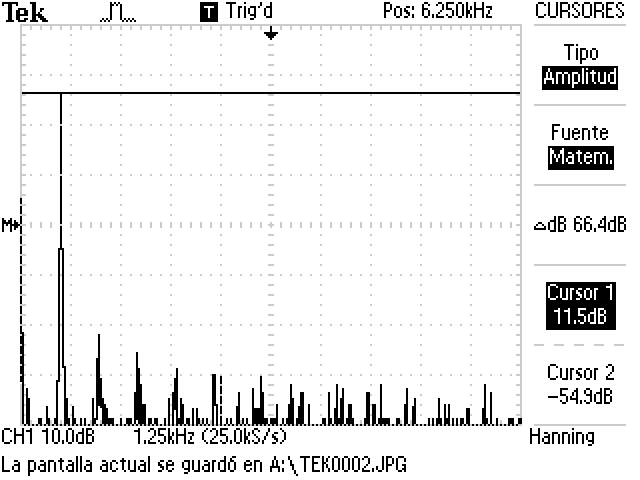 Tek T Trig'd Pos: 6.250kHz CURSORES
Tipo
Amplitud
Fuente
Matem.
M
△dB 66.4dB
Cursor 1
11.5dB
Cursor 2
-54.9dB
CH1 10.0dB 1.25kHz (25.0kS/s) Hanning
La pantalla actual se guardó en A:\TEK0002.JPG